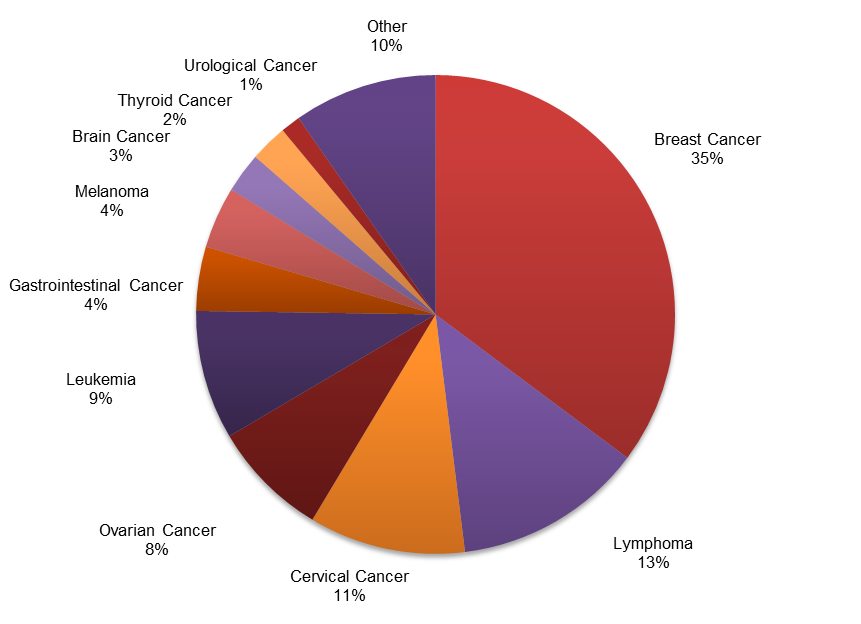 Other
10%
Urological Cancer
1%
Thyroid Cancer
2%
Brain Cancer
3%
Melanoma
4%
Gastrointestinal Cancer
4%
Leukemia
9%
Ovarian Cancer
8%
Cervical Cancer
11%
Lymphoma
13%
Breast Cancer
35%